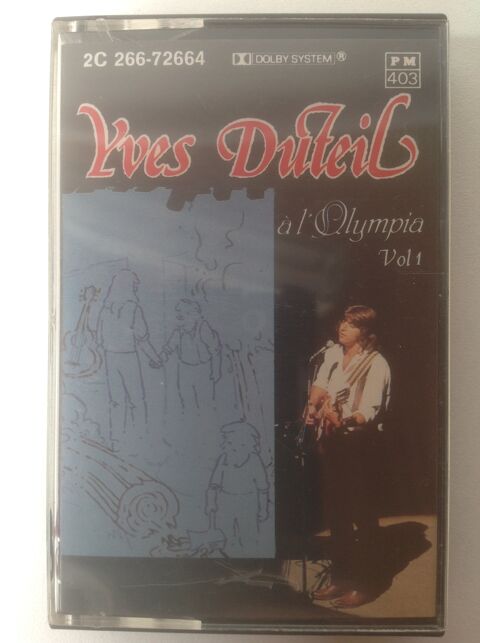 2C 266-72664 DOLBY SYSTEM ® PM
403
Yves Duteil
à l'Olympia
Vol 1